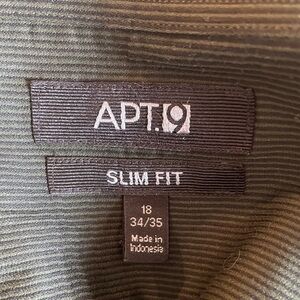 APT.9
SLIM FIT
18
34/35
Made in
Indonesia